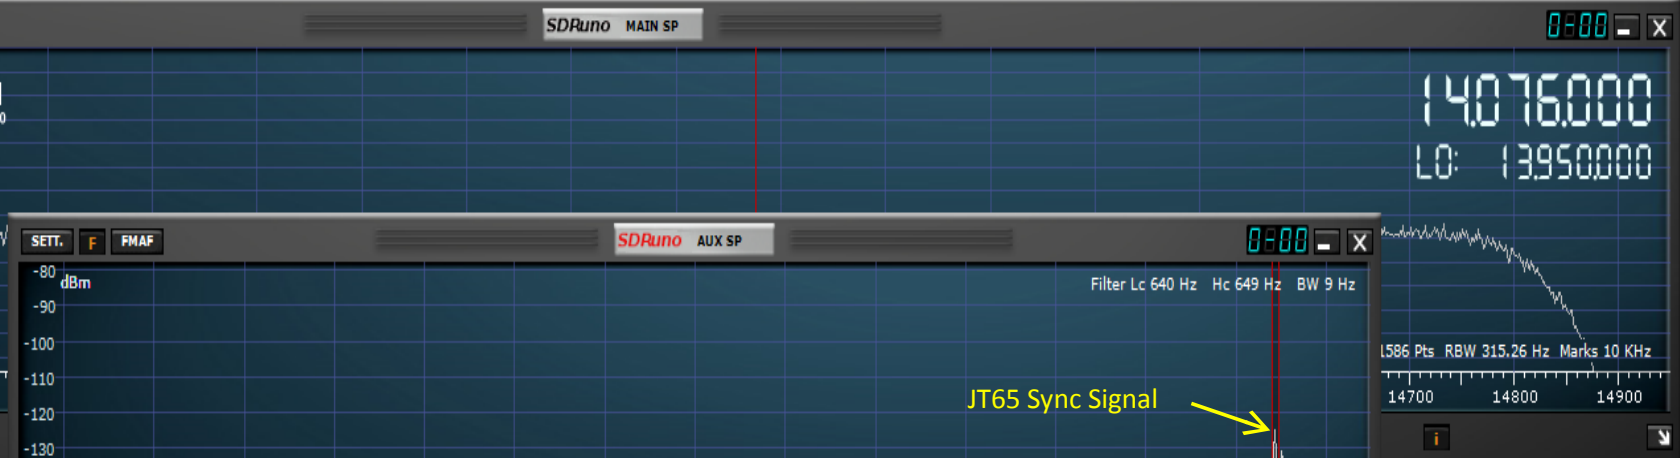 SDRuno MAIN SP
0-00
X
14.076.000
LO: 13.950.000
SETT. F FMAF
SDRuno AUX SP
0-00
X
-80 dBm
Filter Lc 640 Hz Hc 649 Hz BW 9 Hz
-90
-100
-110
-120
-130
JT65 Sync Signal
1586 Pts RBW 315.26 Hz Marks 10 KHz
14700 14800 14900
i